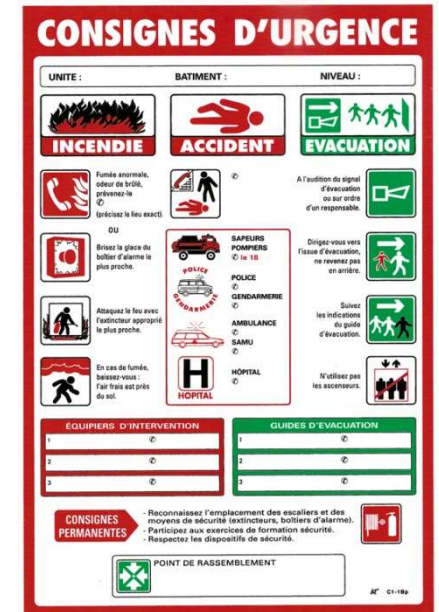 CONSIGNES D'URGENCE
UNITE : BATIMENT : NIVEAU :
INCENDIE
ACCIDENT
EVACUATION
Fumée anormale,
odeur de brûlé,
prévenez-le
✆
(précisez le lieu exact).
OU
Brisez la glace du
boîtier d'alarme le
plus proche.
Attaquez le feu avec
l'extincteur approprié
le plus proche.
En cas de fumée,
baissez-vous :
l'air frais est près
du sol.
✆
SAPEURS
POMPIERS
✆ le 18
POLICE
GENDARMERIE
POLICE
✆
GENDARMERIE
✆
AMBULANCE
✆
SAMU
✆
H
HOPITAL
HÔPITAL
✆
A l'audition du signal
d'évacuation
ou sur ordre
d'un responsable.
Dirigez-vous vers
l'issue d'évacuation,
ne revenez pas
en arrière.
Suivez
les indications
du guide
d'évacuation.
N'utilisez pas
les ascenseurs.
ÉQUIPIERS D'INTERVENTION
1 ✆
2 ✆
3 ✆
GUIDES D'EVACUATION
1 ✆
2 ✆
3 ✆
CONSIGNES
PERMANENTES
- Reconnaissez l'emplacement des escaliers et des
moyens de sécurité (extincteurs, boîtiers d'alarme).
- Participez aux exercices de formation sécurité.
- Respectez les dispositifs de sécurité.
POINT DE RASSEMBLEMENT
C1-1Bp